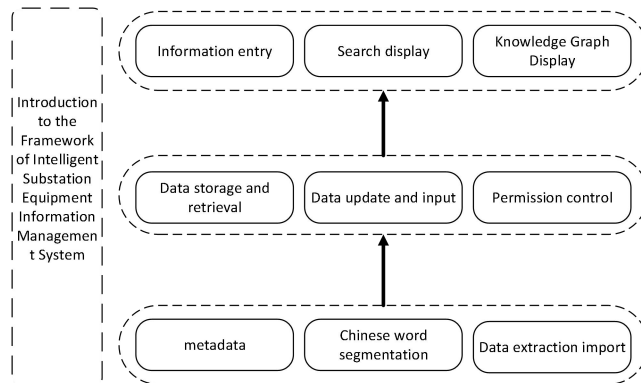 Introduction
to the
Framework
of Intelligent
Substation
Equipment
Information
Managemen
t System
Information entry
Search display
Knowledge Graph
Display
Data storage and
retrieval
Data update and input
Permission control
metadata
Chinese word
segmentation
Data extraction import